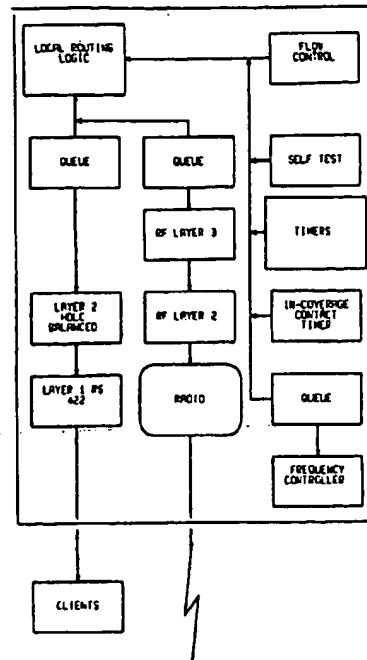 LOCAL ROUTING
LOGIC
FLOW
CONTROL
QUEUE
QUEUE
SELF TEST
RF LAYER 3
TIMERS
LAYER 2
HOLE
BALANCED
RF LAYER 2
IN-COVERAGE
CONTACT
TIMER
LAYER 1 RS
422
RADIO
QUEUE
FREQUENCY
CONTROLLER
CLIENTS